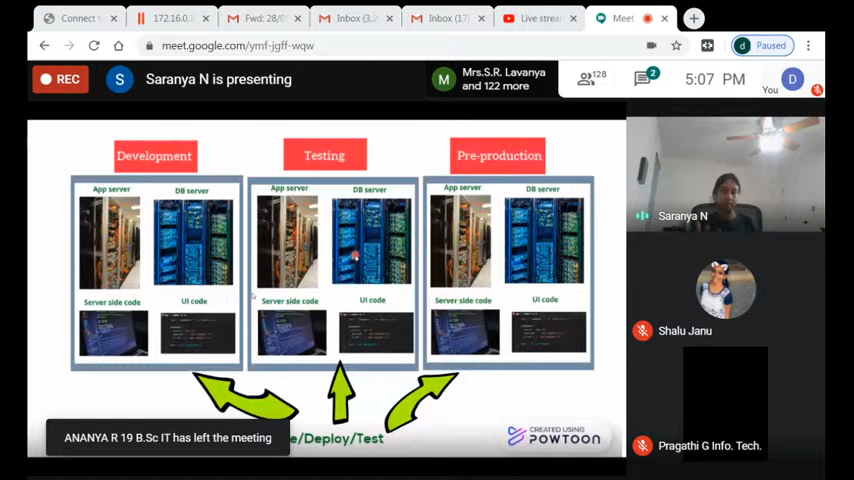 Connect t
172.16.0.1
Fwd: 28/0
Inbox (3,2
Inbox (17)
Live strea
Meet
meet.google.com/ymf-jgff-wqw
d
Paused
REC
S
Saranya N is presenting
M
Mrs.S.R. Lavanya
and 122 more
128
2
5:07 PM
D
You
Development
Testing
Pre-production
App server
DB server
App server
DB server
App server
DB server
Server side code
UI code
Server side code
UI code
Server side code
UI code
e/Deploy/Test
CREATED USING
POWTOON
ANANYA R 19 B.Sc IT has left the meeting
Saranya N
Shalu Janu
Pragathi G Info. Tech.